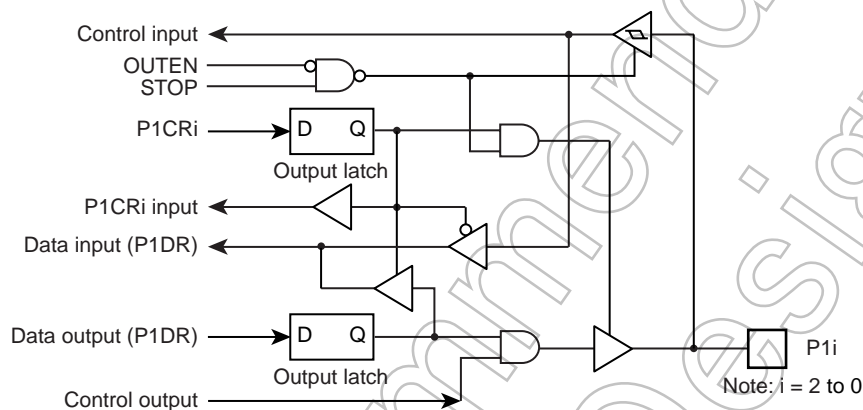 Control input
OUTEN
STOP
P1CRi
D Q
Output latch
P1CRi input
Data input (P1DR)
Data output (P1DR)
D Q
Output latch
Control output
P1i
Note: i = 2 to 0